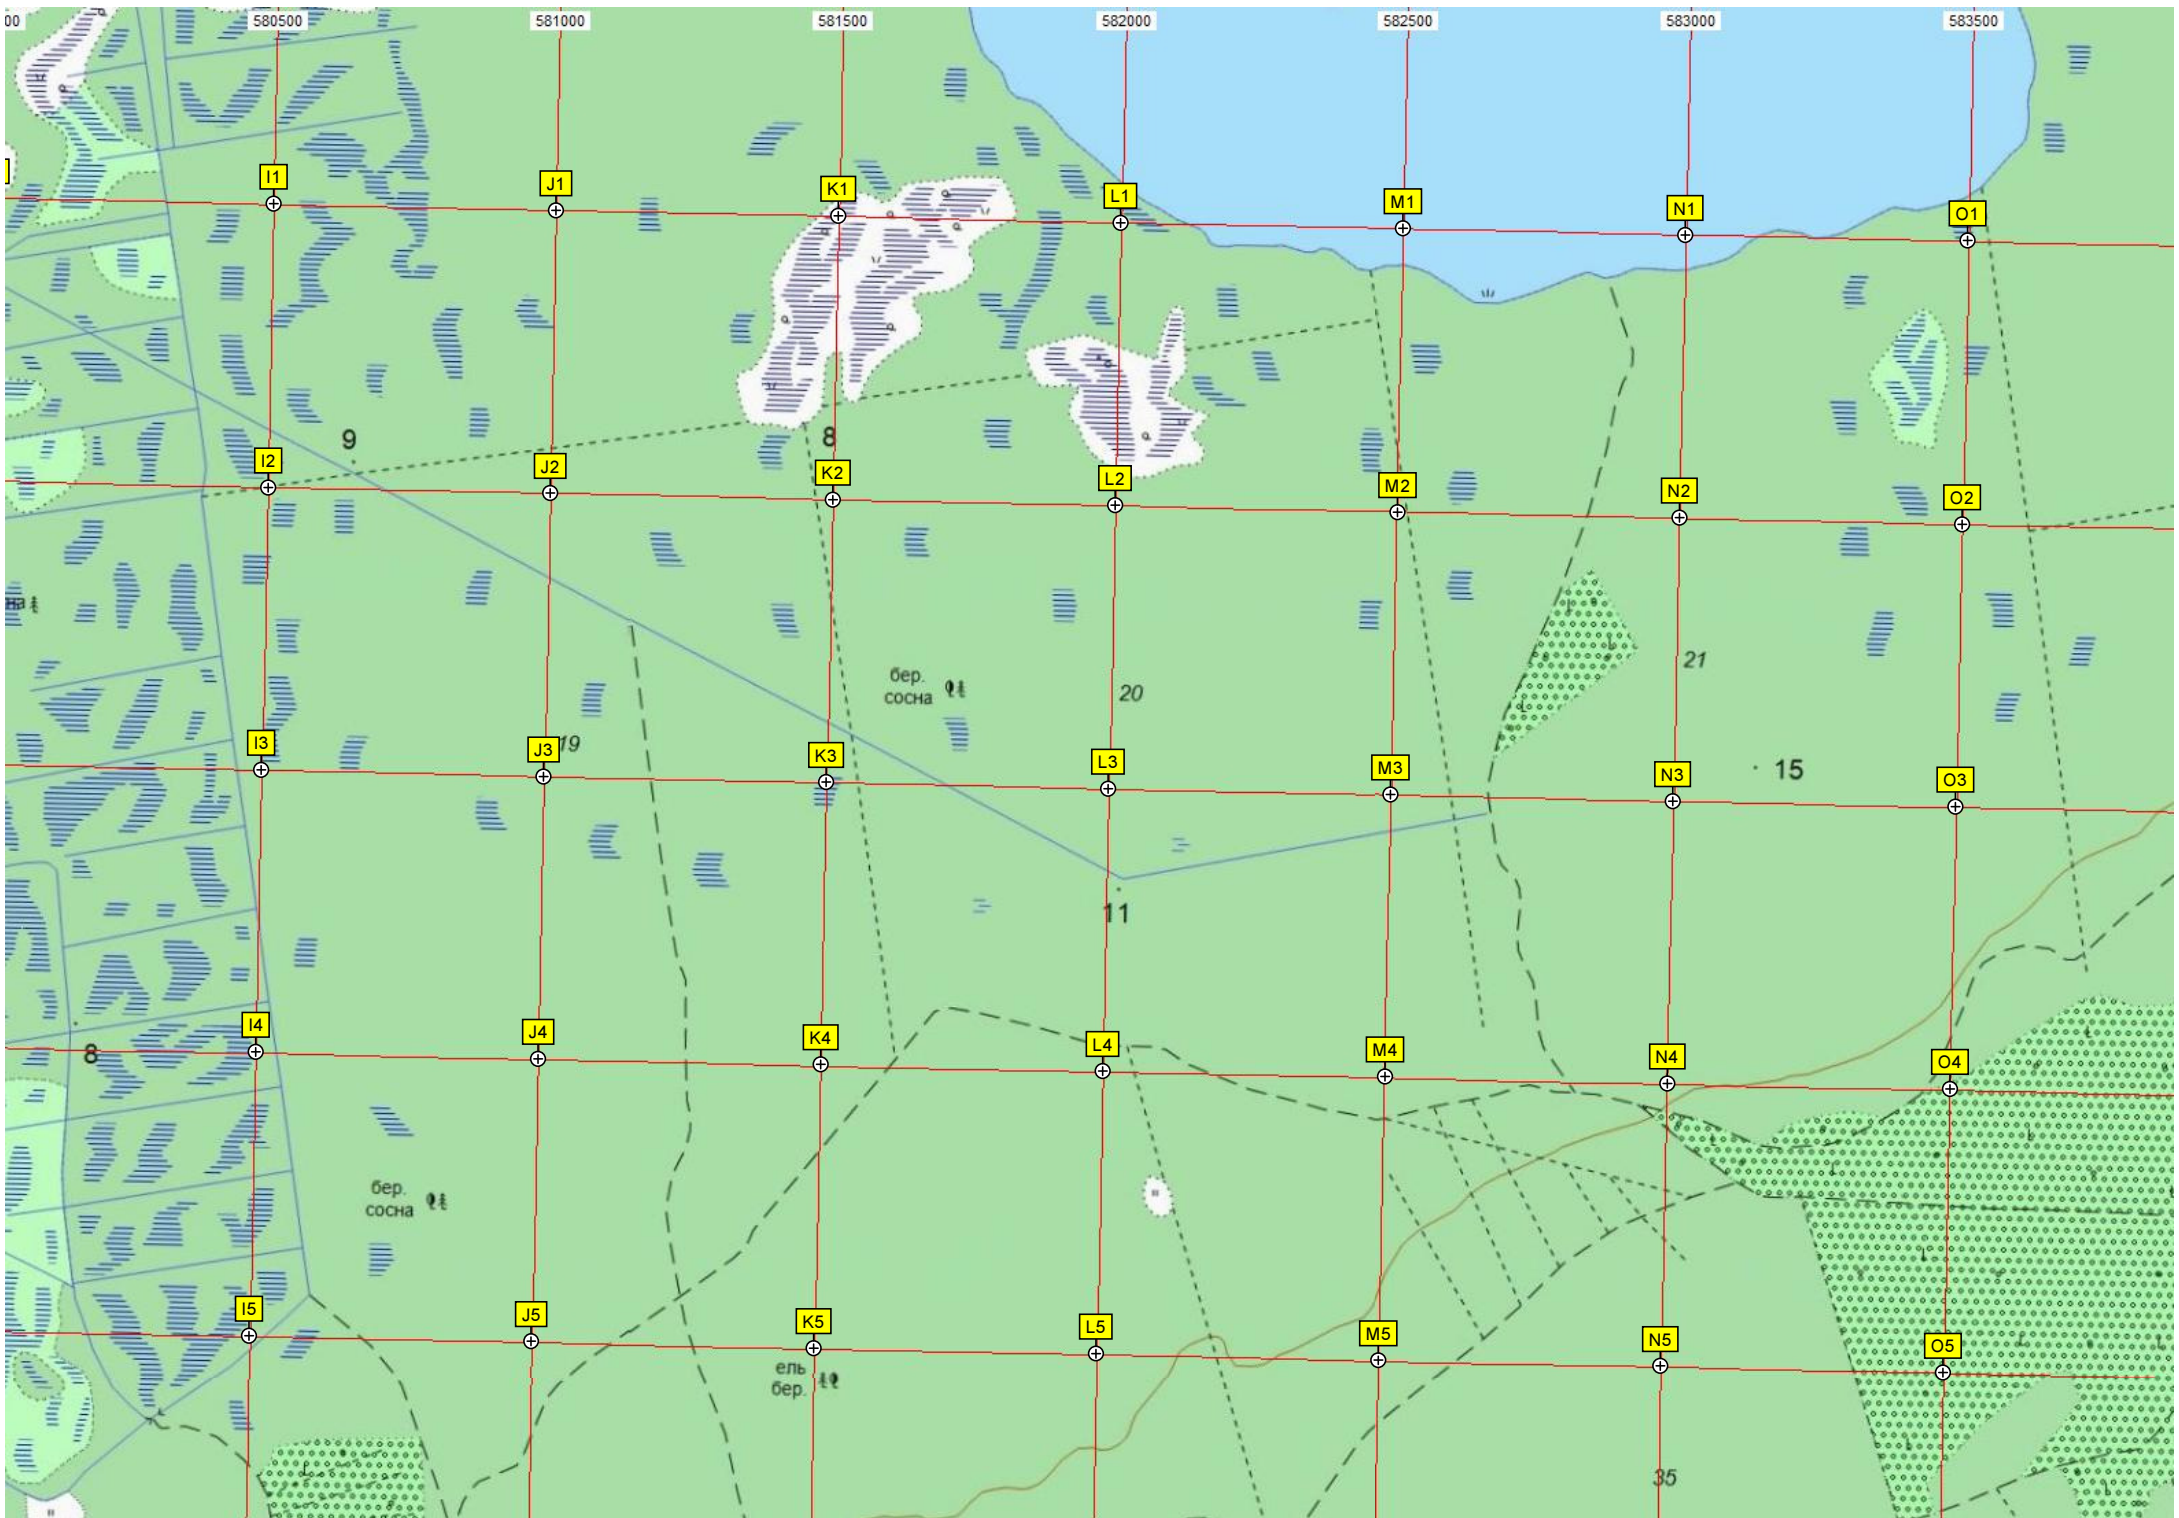 00 580500 581000 581500 582000 582500 583000 583500
I1 J1 K1 L1 M1 N1 O1
9 8
I2 J2 K2 L2 M2 N2 O2
на
бер.
сосна
20 21
I3 J3 19 K3 L3 M3 N3 15 O3
11
I4 J4 K4 L4 M4 N4 O4
8
бер.
сосна
I5 J5 K5 L5 M5 N5 O5
ель
бер.
35